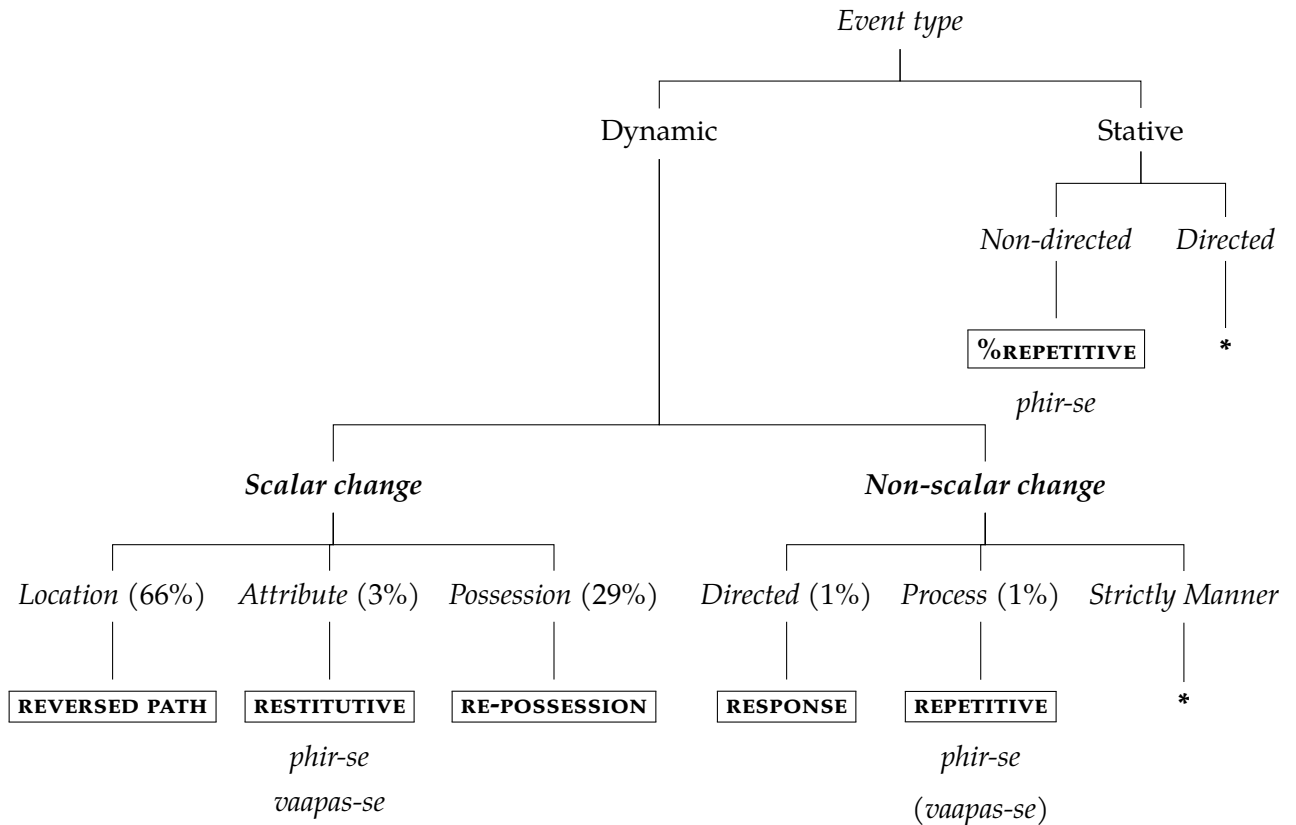 Event type
Dynamic Stative
Non-directed Directed
%REPETITIVE *
phir-se
Scalar change Non-scalar change
Location (66%) Attribute (3%) Possession (29%) Directed (1%) Process (1%) Strictly Manner
REVERSED PATH RESTITUTIVE RE-POSSESSION RESPONSE REPETITIVE *
phir-se phir-se
vaapas-se (vaapas-se)